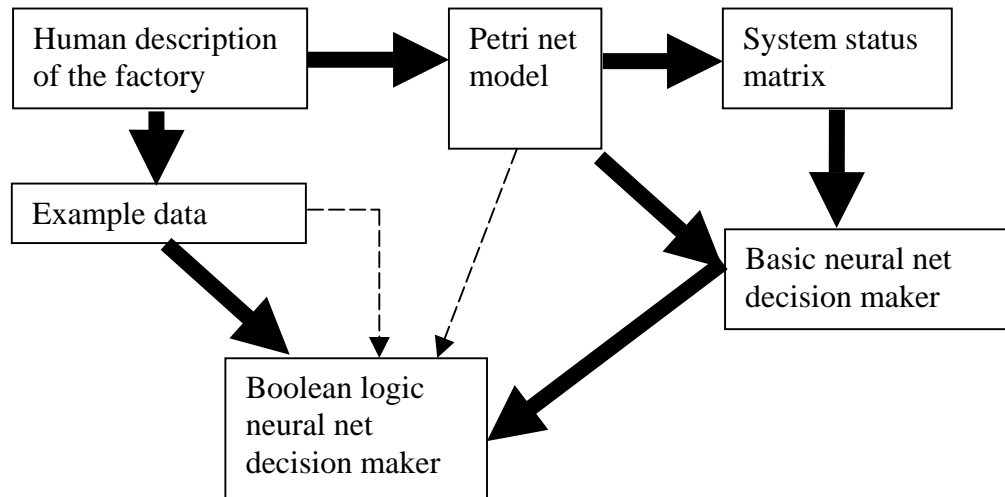 Human description
of the factory
Petri net
model
System status
matrix
Example data
Basic neural net
decision maker
Boolean logic
neural net
decision maker